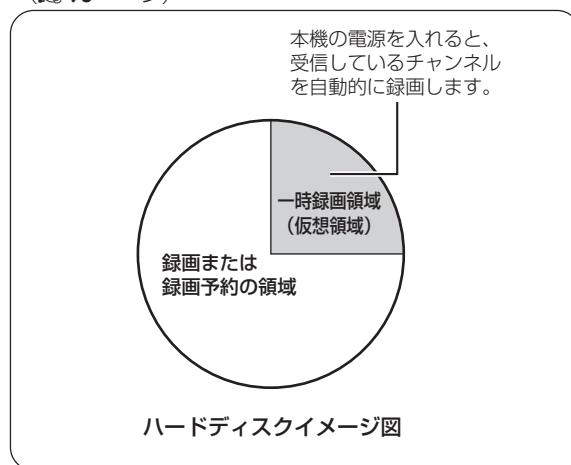 本機の電源を入れると、
受信しているチャンネル
を自動的に録画します。
一時録画領域
（仮想領域）
録画または
録画予約の領域
ハードディスクイメージ図